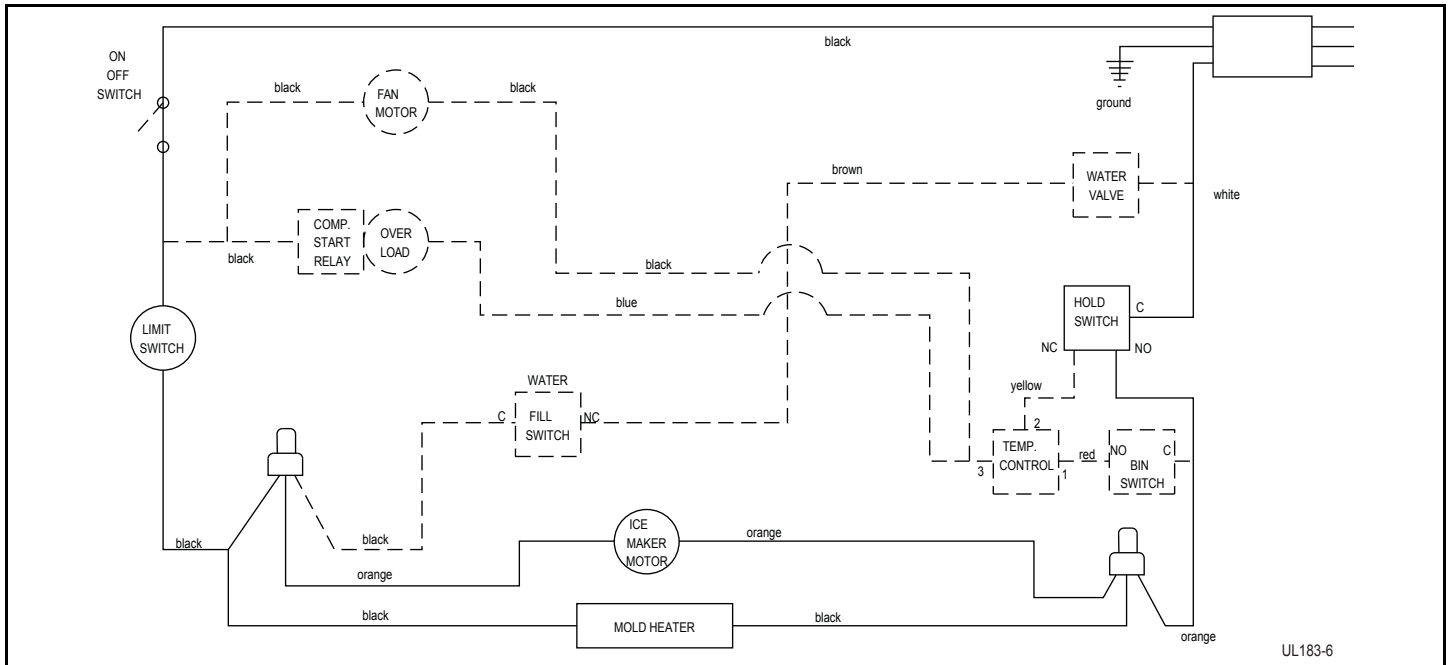 black
ON
OFF
SWITCH
ground
black
FAN
MOTOR
black
brown
WATER
VALVE
white
COMP.
START
RELAY
OVER
LOAD
black
black
blue
HOLD
SWITCH
C
NC
NO
LIMIT
SWITCH
yellow
WATER
C
FILL
SWITCH
NC
2
TEMP.
CONTROL
3
1
red
NO
C
BIN
SWITCH
black
black
ICE
MAKER
MOTOR
orange
orange
black
MOLD HEATER
black
orange
UL183-6